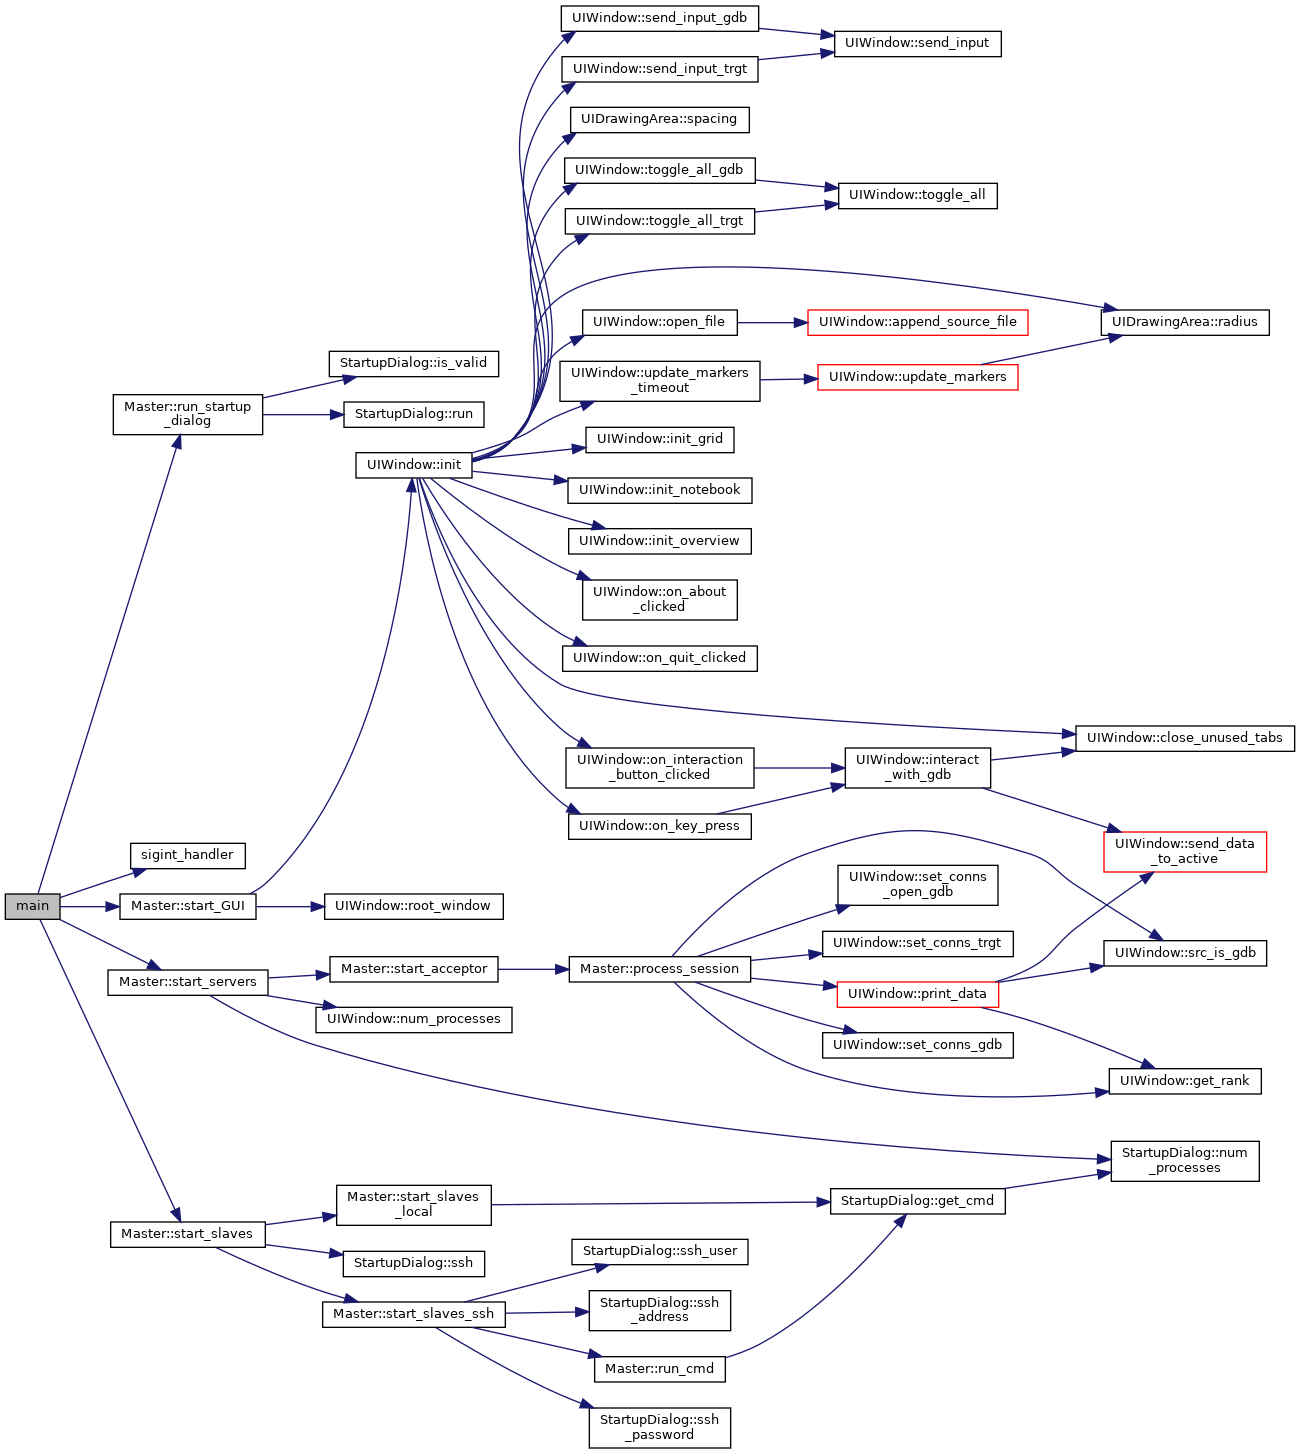 UIWindow::send_input_gdb
UIWindow::send_input
UIWindow::send_input_trgt
UIDrawingArea::spacing
UIWindow::toggle_all_gdb
UIWindow::toggle_all
UIWindow::toggle_all_trgt
UIWindow::open_file
UIWindow::append_source_file
UIDrawingArea::radius
StartupDialog::is_valid
UIWindow::update_markers
_timeout
UIWindow::update_markers
Master::run_startup
_dialog
StartupDialog::run
UIWindow::init_grid
UIWindow::init
UIWindow::init_notebook
UIWindow::init_overview
UIWindow::on_about
_clicked
UIWindow::on_quit_clicked
UIWindow::close_unused_tabs
UIWindow::on_interaction
_button_clicked
UIWindow::interact
_with_gdb
UIWindow::on_key_press
UIWindow::send_data
_to_active
sigint_handler
UIWindow::set_conns
_open_gdb
main
Master::start_GUI
UIWindow::root_window
UIWindow::set_conns_trgt
UIWindow::src_is_gdb
Master::start_acceptor
Master::process_session
Master::start_servers
UIWindow::print_data
UIWindow::num_processes
UIWindow::set_conns_gdb
UIWindow::get_rank
StartupDialog::num
_processes
Master::start_slaves
_local
StartupDialog::get_cmd
Master::start_slaves
StartupDialog::ssh_user
StartupDialog::ssh
StartupDialog::ssh
_address
Master::start_slaves_ssh
Master::run_cmd
StartupDialog::ssh
_password